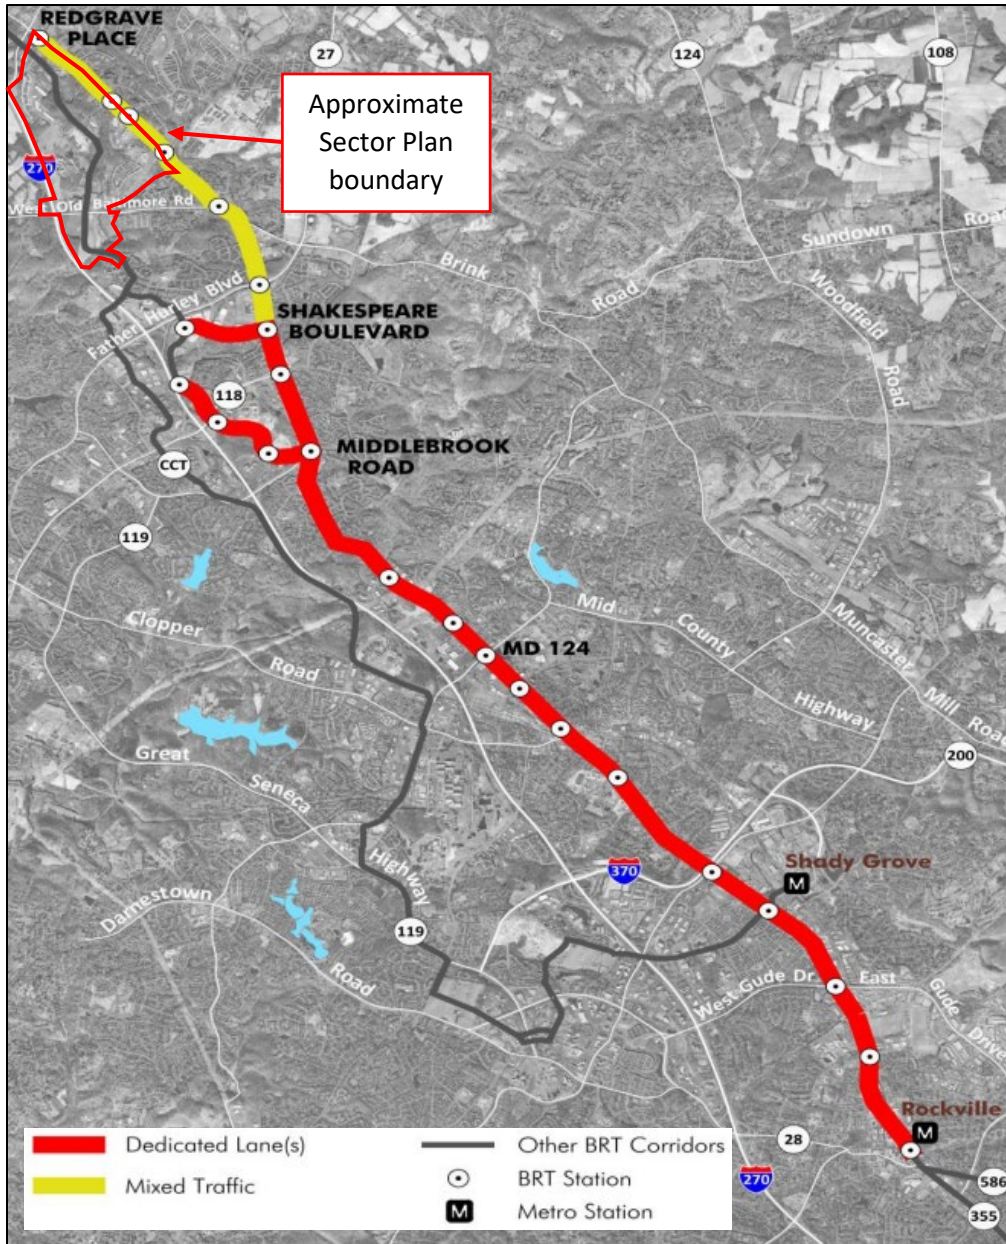 REDGRAVE
PLACE
27
124
108
Approximate
Sector Plan
boundary
270
West Old Baltimore Rd
Sundown Road
Brink
Road
Woodfield
Road
Father Hurley Blvd
SHAKESPEARE
BOULEVARD
118
MIDDLEBROOK
ROAD
CCT
119
Clopper
Road
Mid
County
Highway
MD 124
Muncaster
Mill Road
Great
Seneca
Highway
200
370
Shady Grove
M
Darnestown
Road
119
West Gude Dr
East
Gude
Drive
Rockville
M
28
270
586
355
Dedicated Lane(s)
Mixed Traffic
Other BRT Corridors
BRT Station
M
Metro Station